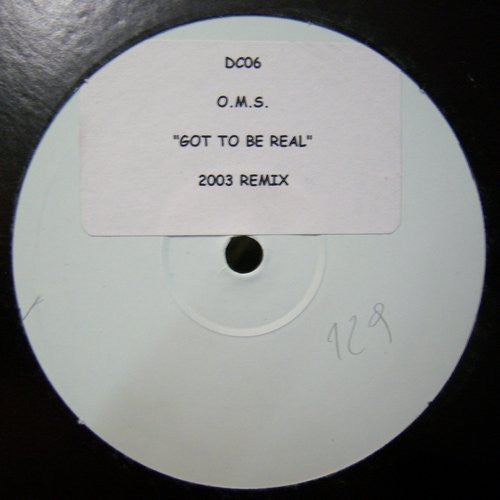 DC06
O.M.S.
"GOT TO BE REAL"
2003 REMIX
129